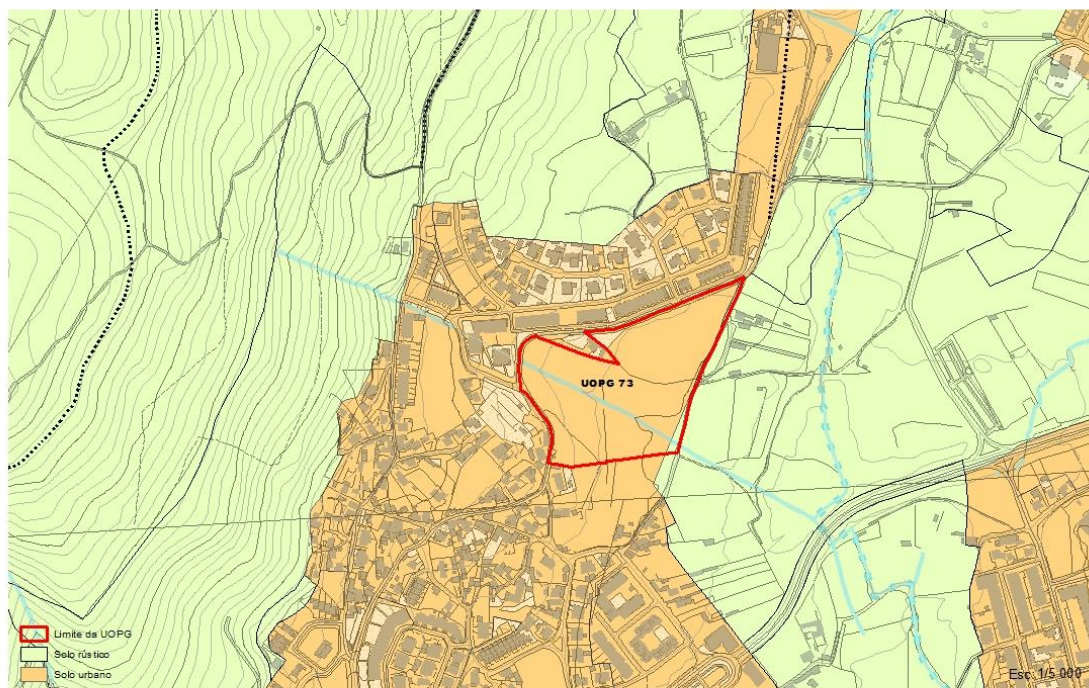 UOPG 73
Limite da UOPG
Solo rústico
Solo urbano
Esc. 1/5 000